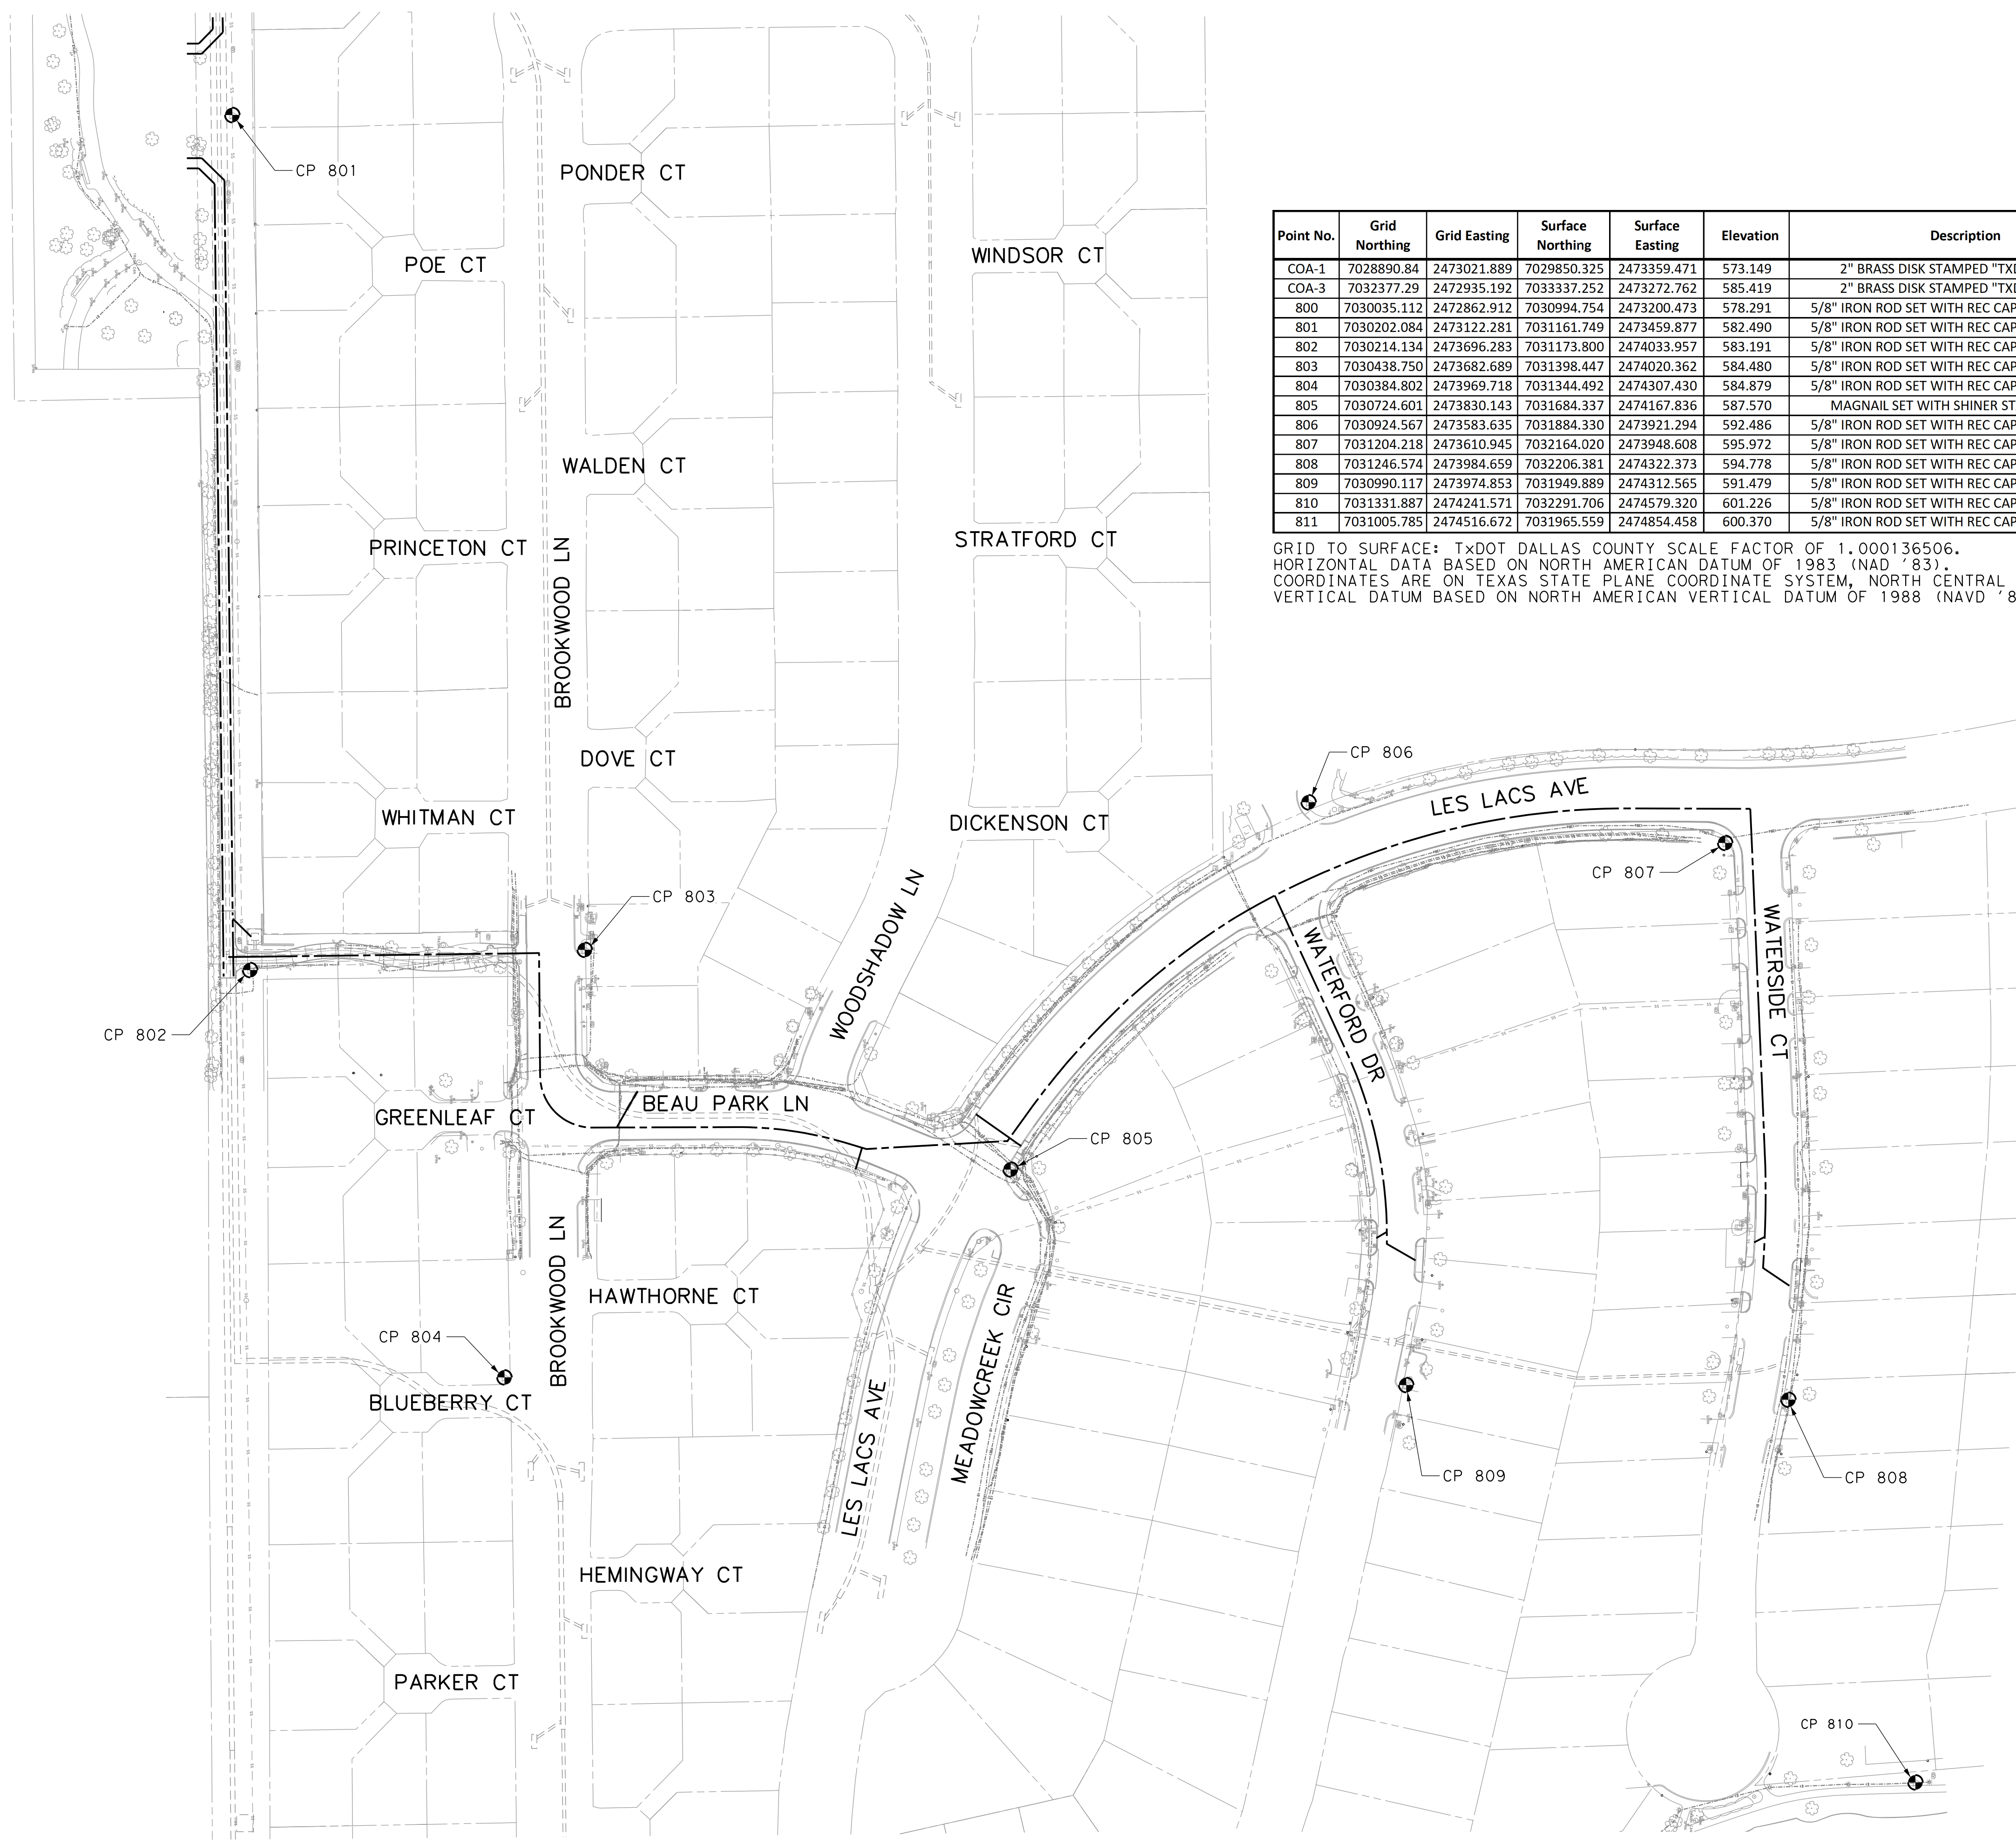 CP 801
PONDER CT
POE CT
WINDSOR CT
Point No. Grid Northing Grid Easting Surface Northing Surface Easting Elevation Description
COA-1 7028890.84 2473021.889 7029850.325 2473359.471 573.149 2" BRASS DISK STAMPED "TXD
COA-3 7032377.29 2472935.192 7033337.252 2473272.762 585.419 2" BRASS DISK STAMPED "TXD
800 7030035.112 2472862.912 7030994.754 2473200.473 578.291 5/8" IRON ROD SET WITH REC CAP
801 7030202.084 2473122.281 7031161.749 2473459.877 582.490 5/8" IRON ROD SET WITH REC CAP
802 7030214.134 2473696.283 7031173.800 2474033.957 583.191 5/8" IRON ROD SET WITH REC CAP
803 7030438.750 2473682.689 7031398.447 2474020.362 584.480 5/8" IRON ROD SET WITH REC CAP
804 7030384.802 2473969.718 7031344.492 2474307.430 584.879 5/8" IRON ROD SET WITH REC CAP
805 7030724.601 2473830.143 7031684.337 2474167.836 587.570 MAGNAIL SET WITH SHINER ST
806 7030924.567 2473583.635 7031884.330 2473921.294 592.486 5/8" IRON ROD SET WITH REC CAP
807 7031204.218 2473610.945 7032164.020 2473948.608 595.972 5/8" IRON ROD SET WITH REC CAP
808 7031246.574 2473984.659 7032206.381 2474322.373 594.778 5/8" IRON ROD SET WITH REC CAP
809 7030990.117 2473974.853 7031949.889 2474312.565 591.479 5/8" IRON ROD SET WITH REC CAP
810 7031331.887 2474241.571 7032291.706 2474579.320 601.226 5/8" IRON ROD SET WITH REC CAP
811 7031005.785 2474516.672 7031965.559 2474854.458 600.370 5/8" IRON ROD SET WITH REC CAP
GRID TO SURFACE: TxDOT DALLAS COUNTY SCALE FACTOR OF 1.000136506.
HORIZONTAL DATA BASED ON NORTH AMERICAN DATUM OF 1983 (NAD '83).
COORDINATES ARE ON TEXAS STATE PLANE COORDINATE SYSTEM, NORTH CENTRAL
VERTICAL DATUM BASED ON NORTH AMERICAN VERTICAL DATUM OF 1988 (NAVD '8
WALDEN CT
PRINCETON CT
BROOKWOOD LN
STRATFORD CT
DOVE CT
WHITMAN CT
DICKENSON CT
CP 806
LES LACS AVE
CP 807
CP 803
WOODSHADOW LN
WATERFORD DR
WATERSIDE CT
CP 802
GREENLEAF CT
BEAU PARK LN
CP 805
BROOKWOOD LN
HAWTHORNE CT
CP 804
BLUEBERRY CT
LES LACS AVE
MEADOWCREEK CIR
CP 809
CP 808
HEMINGWAY CT
PARKER CT
CP 810